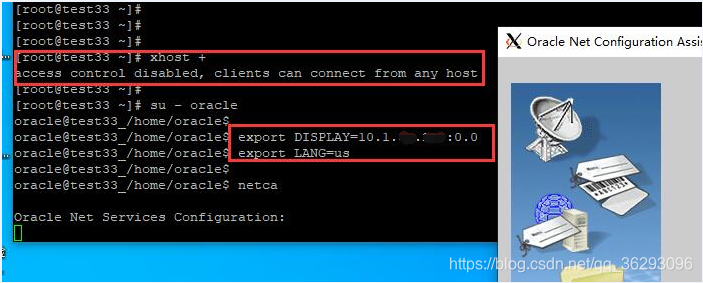 [root@test33 ~]#
[root@test33 ~]#
[root@test33 ~]#
[root@test33 ~]# xhost +
access control disabled, clients can connect from any host
[root@test33 ~]#
[root@test33 ~]# su - oracle
oracle@test33_/home/oracle$
oracle@test33_/home/oracle$ export DISPLAY=10.1. . :0.0
oracle@test33_/home/oracle$ export LANG=us
oracle@test33_/home/oracle$
oracle@test33_/home/oracle$ netca
Oracle Net Services Configuration:
Oracle Net Configuration Assis
https://blog.csdn.net/qq_36293096